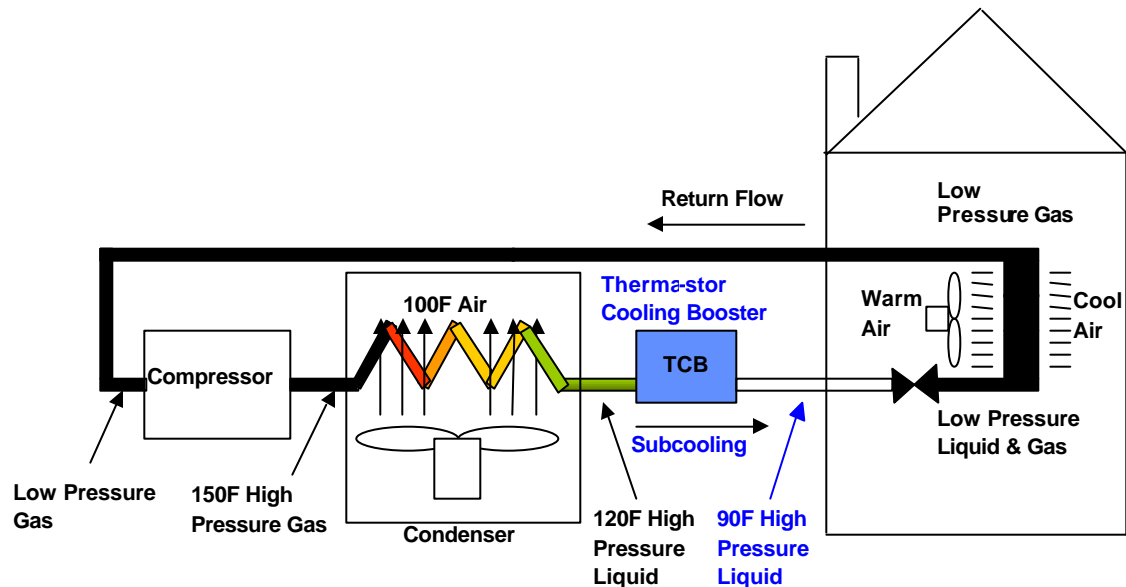 Low
Pressure Gas
Return Flow
Therma-stor
Cooling Booster
100F Air
Warm
Air
Cool
Air
Compressor
TCB
Low Pressure
Liquid & Gas
Subcooling
Low Pressure
Gas
150F High
Pressure Gas
Condenser
120F High
Pressure
Liquid
90F High
Pressure
Liquid